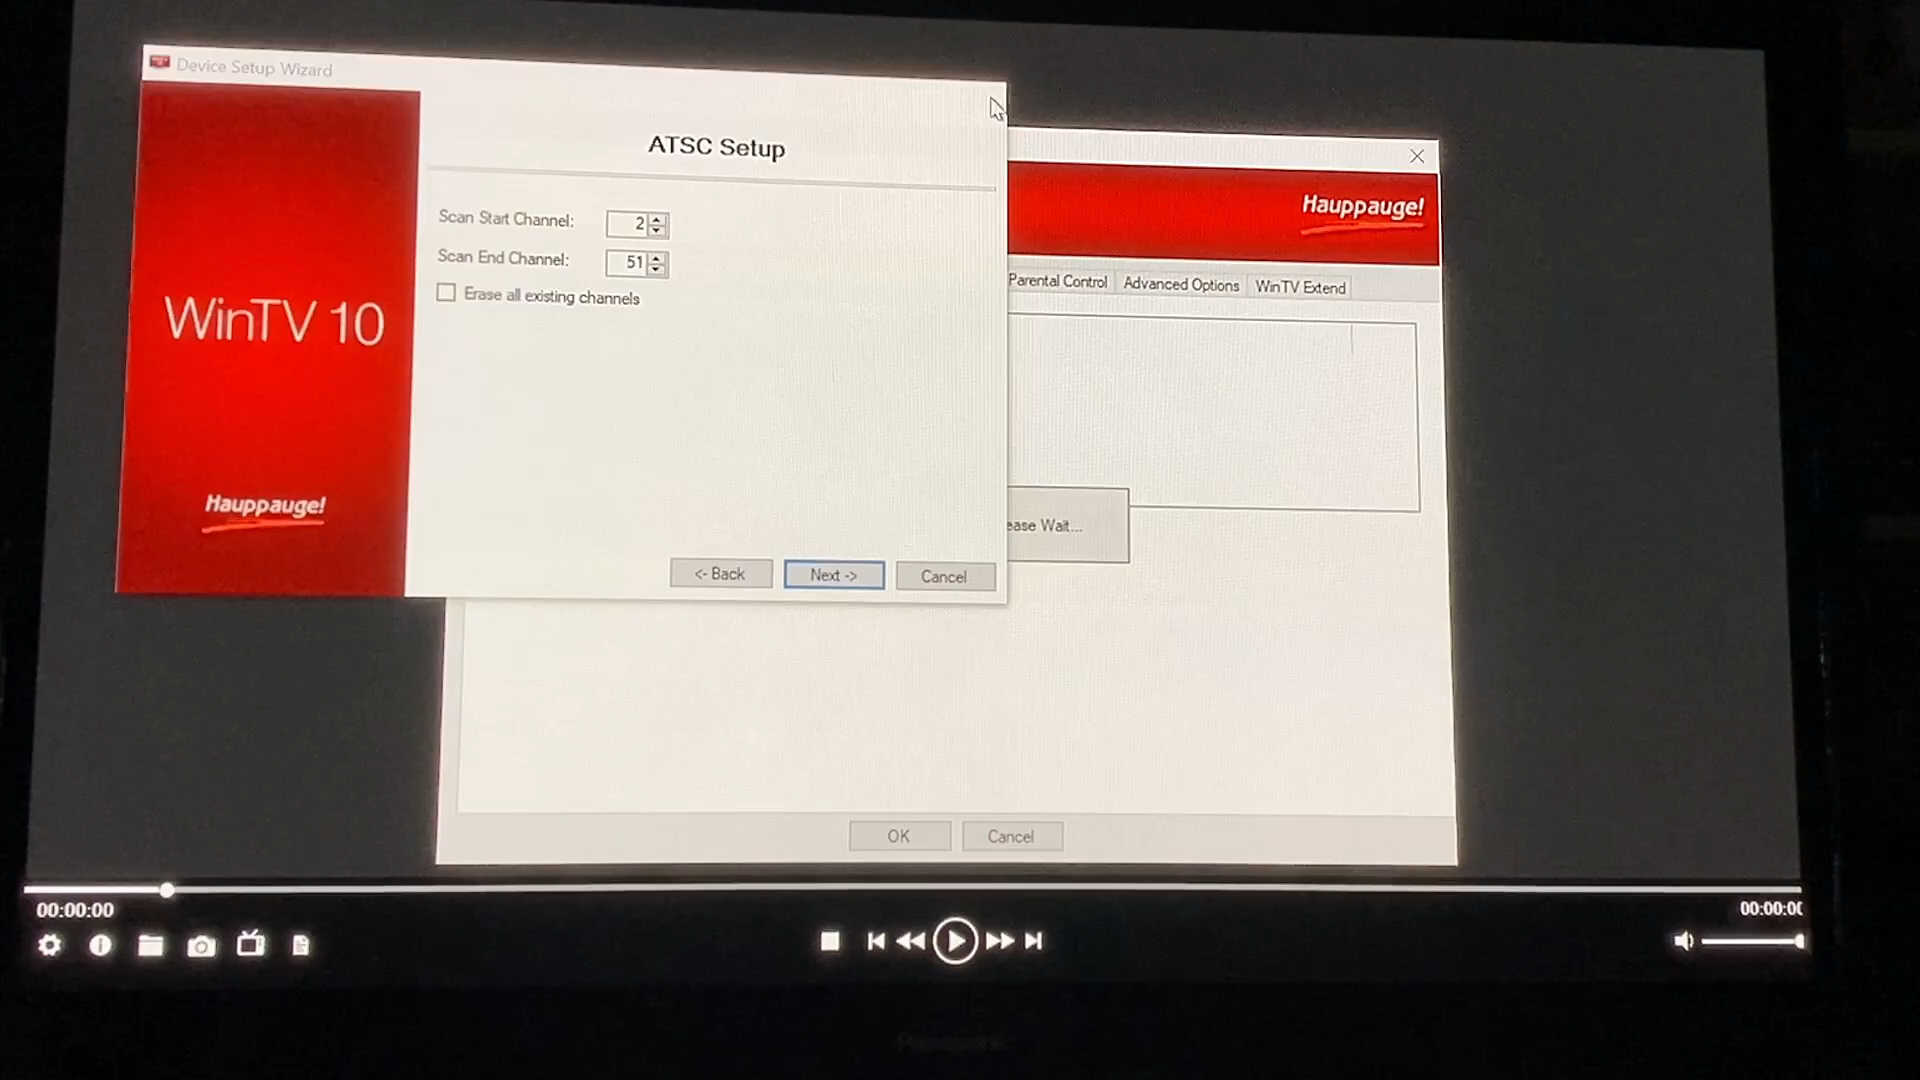 Device Setup Wizard
ATSC Setup
Scan Start Channel: 2
Scan End Channel: 51
Erase all existing channels
WinTV 10
Hauppauge!
<- Back
Next ->
Cancel
Hauppauge!
Parental Control
Advanced Options
WinTV Extend
ease Wait...
OK
Cancel
00:00:00
00:00:0